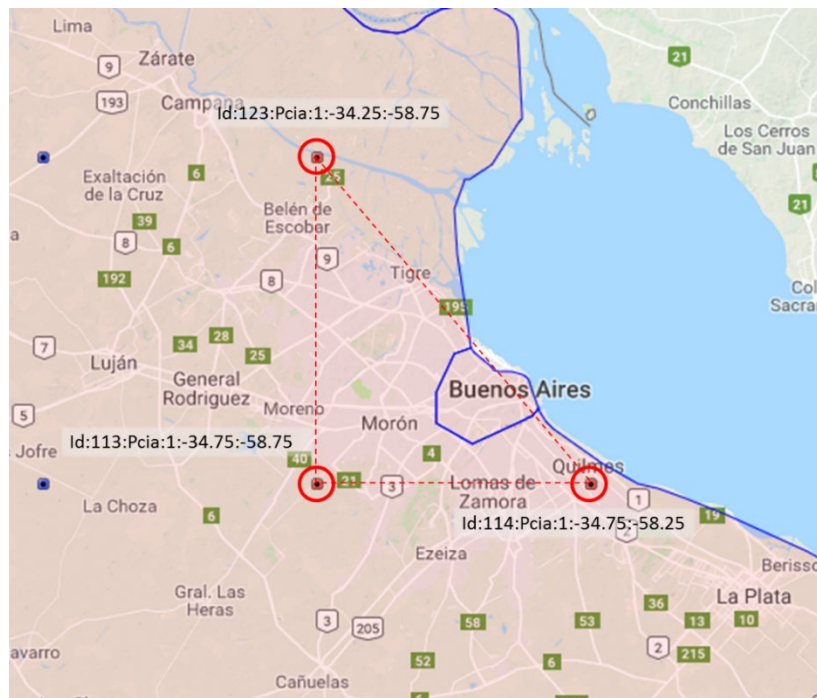 Lima
Zárate
9
21
193
Campana
Conchillas
Id:123:Pcia:1:-34.25:-58.75
Los Cerros
de San Juan
Exaltación
de la Cruz
6
25
39
Belén de
Escobar
21
a
8
6
9
192
8
Tigre
Col
Sacra
195
7
34
28
25
Luján
General
Rodriguez
Buenos Aires
5
Moreno
Morón
Id:113:Pcia:1:-34.75:-58.75
Jofre
40
4
Quilmes
21
3
Lomas de
Zamora
1
La Choza
6
Id:114:Pcia:1:-34.75:-58.25
19
2
Ezeiza
Berisso
Gral. Las
Heras
36
La Plata
3
205
58
53
13
10
2
215
avarro
52
6
Cañuelas